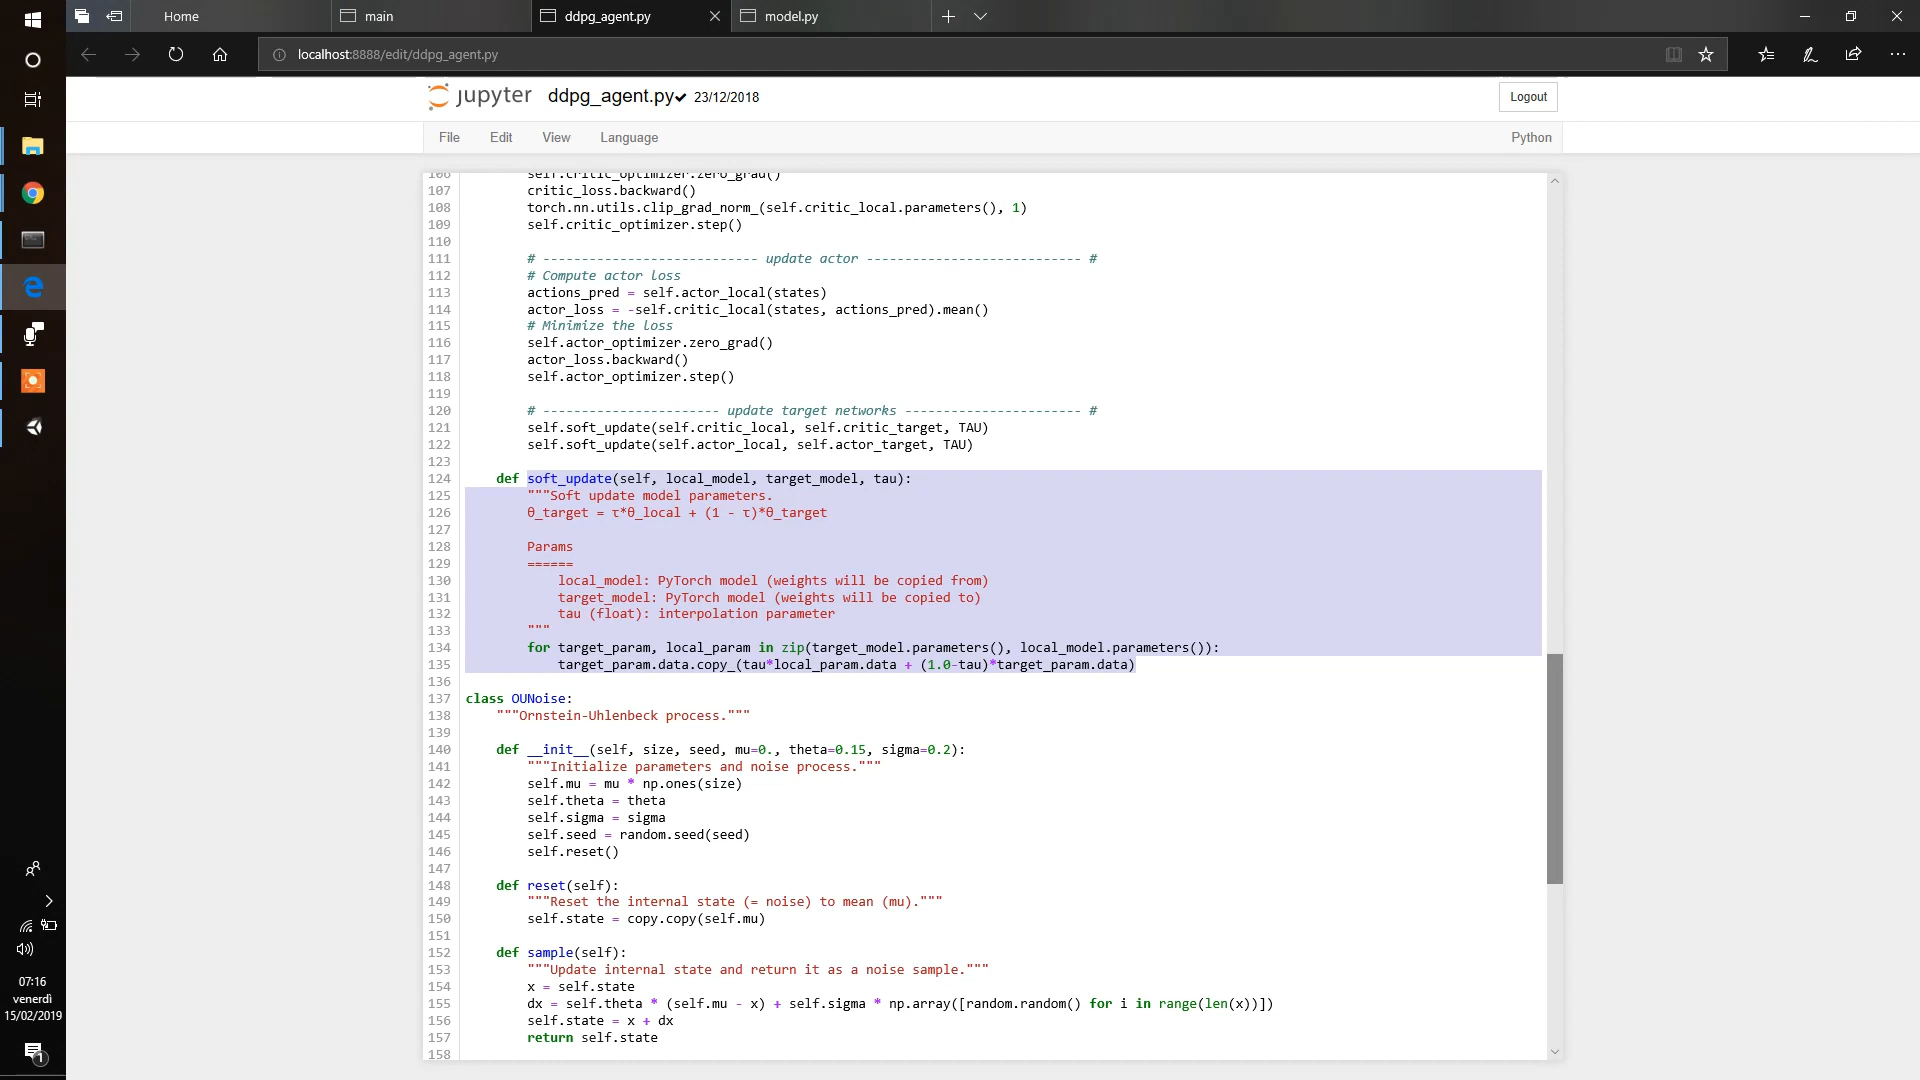 Home
main
ddpg_agent.py
model.py
localhost:8888/edit/ddpg_agent.py
jupyter ddpg_agent.py✔ 23/12/2018
Logout
File Edit View Language
Python
106 self.critic_optimizer.zero_grad()
107 critic_loss.backward()
108 torch.nn.utils.clip_grad_norm_(self.critic_local.parameters(), 1)
109 self.critic_optimizer.step()
110
111 # ---------------------------- update actor ---------------------------- #
112 # Compute actor loss
113 actions_pred = self.actor_local(states)
114 actor_loss = -self.critic_local(states, actions_pred).mean()
115 # Minimize the loss
116 self.actor_optimizer.zero_grad()
117 actor_loss.backward()
118 self.actor_optimizer.step()
119
120 # ----------------------- update target networks ----------------------- #
121 self.soft_update(self.critic_local, self.critic_target, TAU)
122 self.soft_update(self.actor_local, self.actor_target, TAU)
123
124 def soft_update(self, local_model, target_model, tau):
125 """Soft update model parameters.
126 θ_target = τ*θ_local + (1 - τ)*θ_target
127
128 Params
129 ======
130 local_model: PyTorch model (weights will be copied from)
131 target_model: PyTorch model (weights will be copied to)
132 tau (float): interpolation parameter
133 """
134 for target_param, local_param in zip(target_model.parameters(), local_model.parameters()):
135 target_param.data.copy_(tau*local_param.data + (1.0-tau)*target_param.data)
136
137 class OUNoise:
138 """Ornstein-Uhlenbeck process."""
139
140 def __init__(self, size, seed, mu=0., theta=0.15, sigma=0.2):
141 """Initialize parameters and noise process."""
142 self.mu = mu * np.ones(size)
143 self.theta = theta
144 self.sigma = sigma
145 self.seed = random.seed(seed)
146 self.reset()
147
148 def reset(self):
149 """Reset the internal state (= noise) to mean (mu)."""
150 self.state = copy.copy(self.mu)
151
152 def sample(self):
153 """Update internal state and return it as a noise sample."""
154 x = self.state
155 dx = self.theta * (self.mu - x) + self.sigma * np.array([random.random() for i in range(len(x))])
156 self.state = x + dx
157 return self.state
158
07:16
venerdì
15/02/2019
1